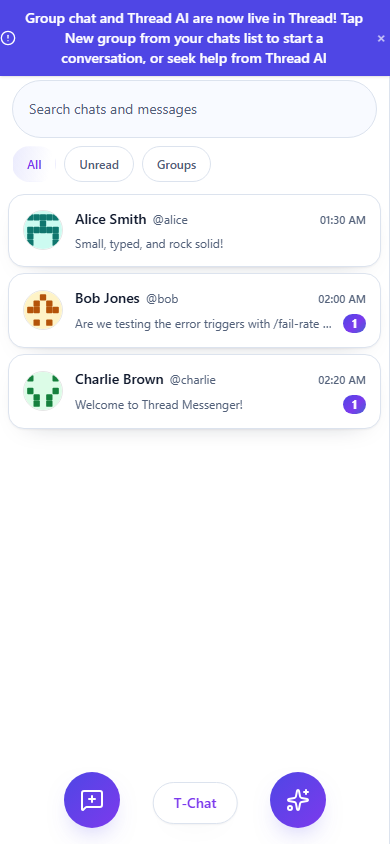 Group chat and Thread AI are now live in Thread! Tap
New group from your chats list to start a
conversation, or seek help from Thread AI
×
Search chats and messages
All
Unread
Groups
Alice Smith @alice 01:30 AM
Small, typed, and rock solid!
Bob Jones @bob 02:00 AM
Are we testing the error triggers with /fail-rate ... 1
Charlie Brown @charlie 02:20 AM
Welcome to Thread Messenger! 1
T-Chat